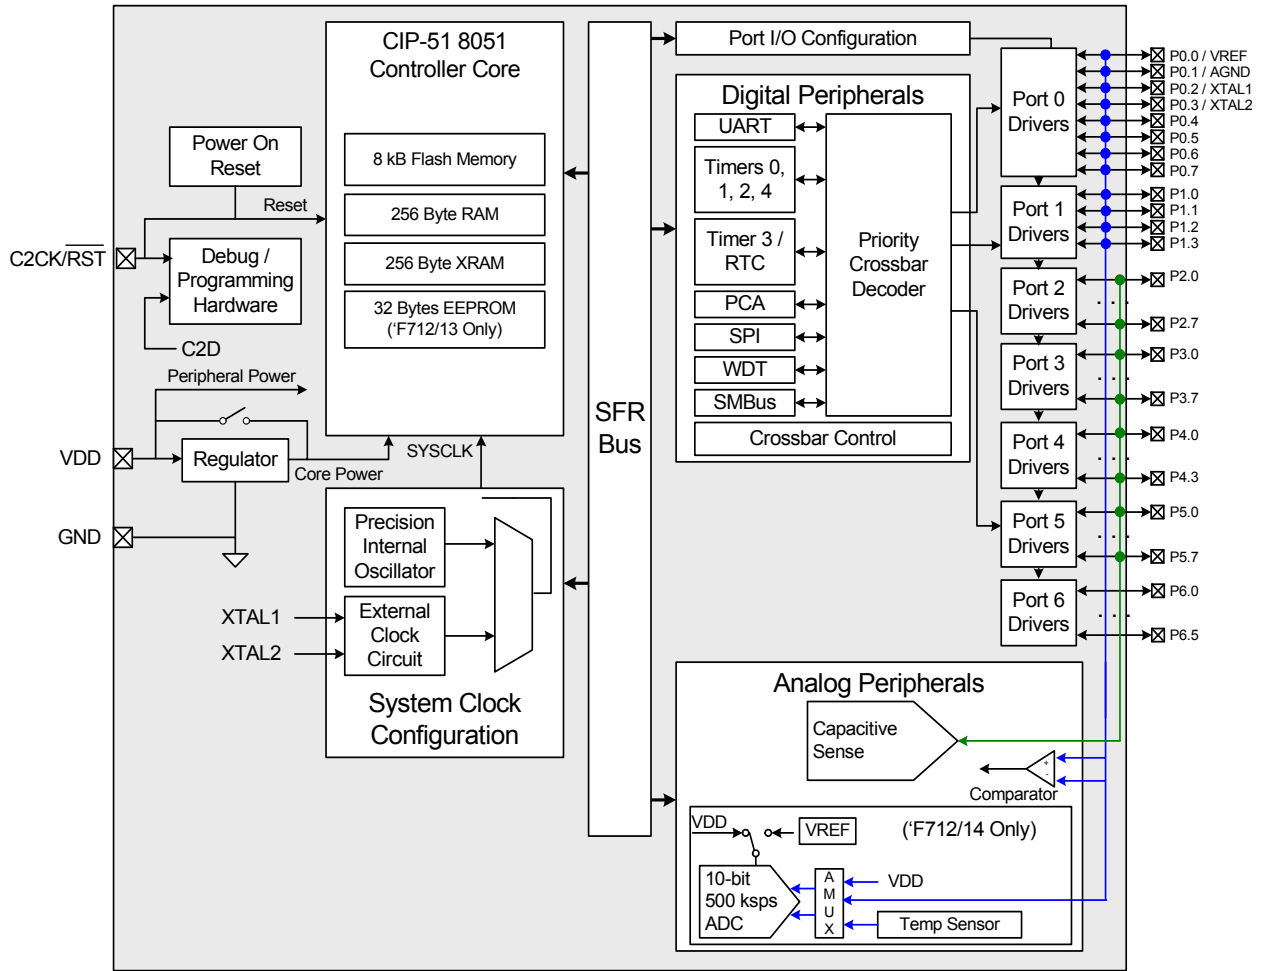 CIP-51 8051
Controller Core
8 kB Flash Memory
256 Byte RAM
256 Byte XRAM
32 Bytes EEPROM
(‘F712/13 Only)
Power On
Reset
Reset
C2CK/RST
Debug /
Programming
Hardware
C2D
Peripheral Power
VDD
Regulator
Core Power
SYSCLK
GND
Precision
Internal
Oscillator
XTAL1
XTAL2
External
Clock
Circuit
System Clock
Configuration
SFR
Bus
Port I/O Configuration
Digital Peripherals
UART
Timers 0,
1, 2, 4
Timer 3 /
RTC
PCA
SPI
WDT
SMBus
Priority
Crossbar
Decoder
Crossbar Control
Port 0
Drivers
Port 1
Drivers
Port 2
Drivers
Port 3
Drivers
Port 4
Drivers
Port 5
Drivers
Port 6
Drivers
P0.0 / VREF
P0.1 / AGND
P0.2 / XTAL1
P0.3 / XTAL2
P0.4
P0.5
P0.6
P0.7
P1.0
P1.1
P1.2
P1.3
P2.0
. . .
P2.7
P3.0
. . .
P3.7
P4.0
. . .
P4.3
P5.0
. . .
P5.7
P6.0
. . .
P6.5
Analog Peripherals
Capacitive
Sense
+
-
Comparator
VDD
VREF
(‘F712/14 Only)
10-bit
500 ksps
ADC
A
M
U
X
VDD
Temp Sensor